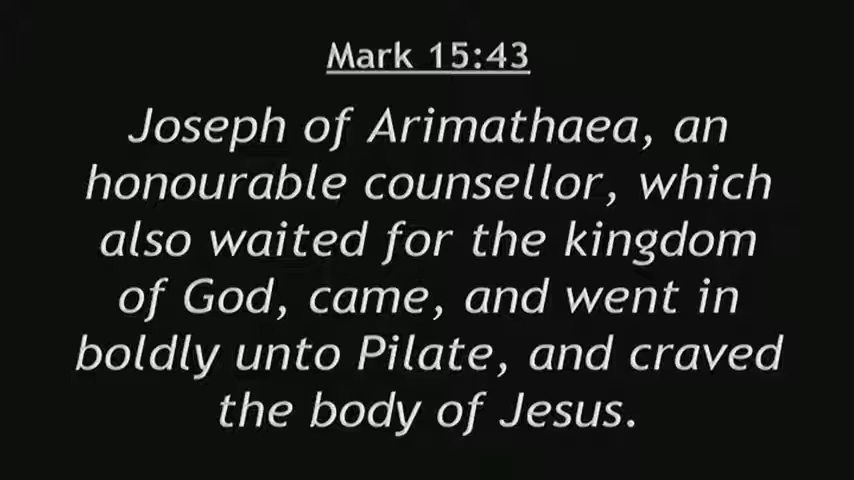 Mark 15:43
Joseph of Arimathaea, an
honourable counsellor, which
also waited for the kingdom
of God, came, and went in
boldly unto Pilate, and craved
the body of Jesus.